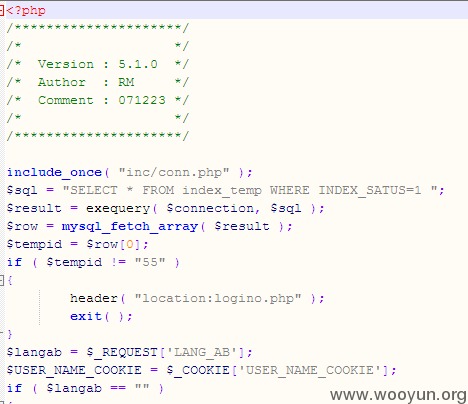 <?php
/*********************/
/*                   */
/*  Version : 5.1.0  */
/*  Author  : RM     */
/*  Comment : 071223 */
/*                   */
/*********************/

include_once( "inc/conn.php" );
$sql = "SELECT * FROM index_temp WHERE INDEX_SATUS=1 ";
$result = exequery( $connection, $sql );
$row = mysql_fetch_array( $result );
$tempid = $row[0];
if ( $tempid != "55" )
{
        header( "location:logino.php" );
        exit( );
}
$langab = $_REQUEST['LANG_AB'];
$USER_NAME_COOKIE = $_COOKIE['USER_NAME_COOKIE'];
if ( $langab == "" )
www.wooyun.org